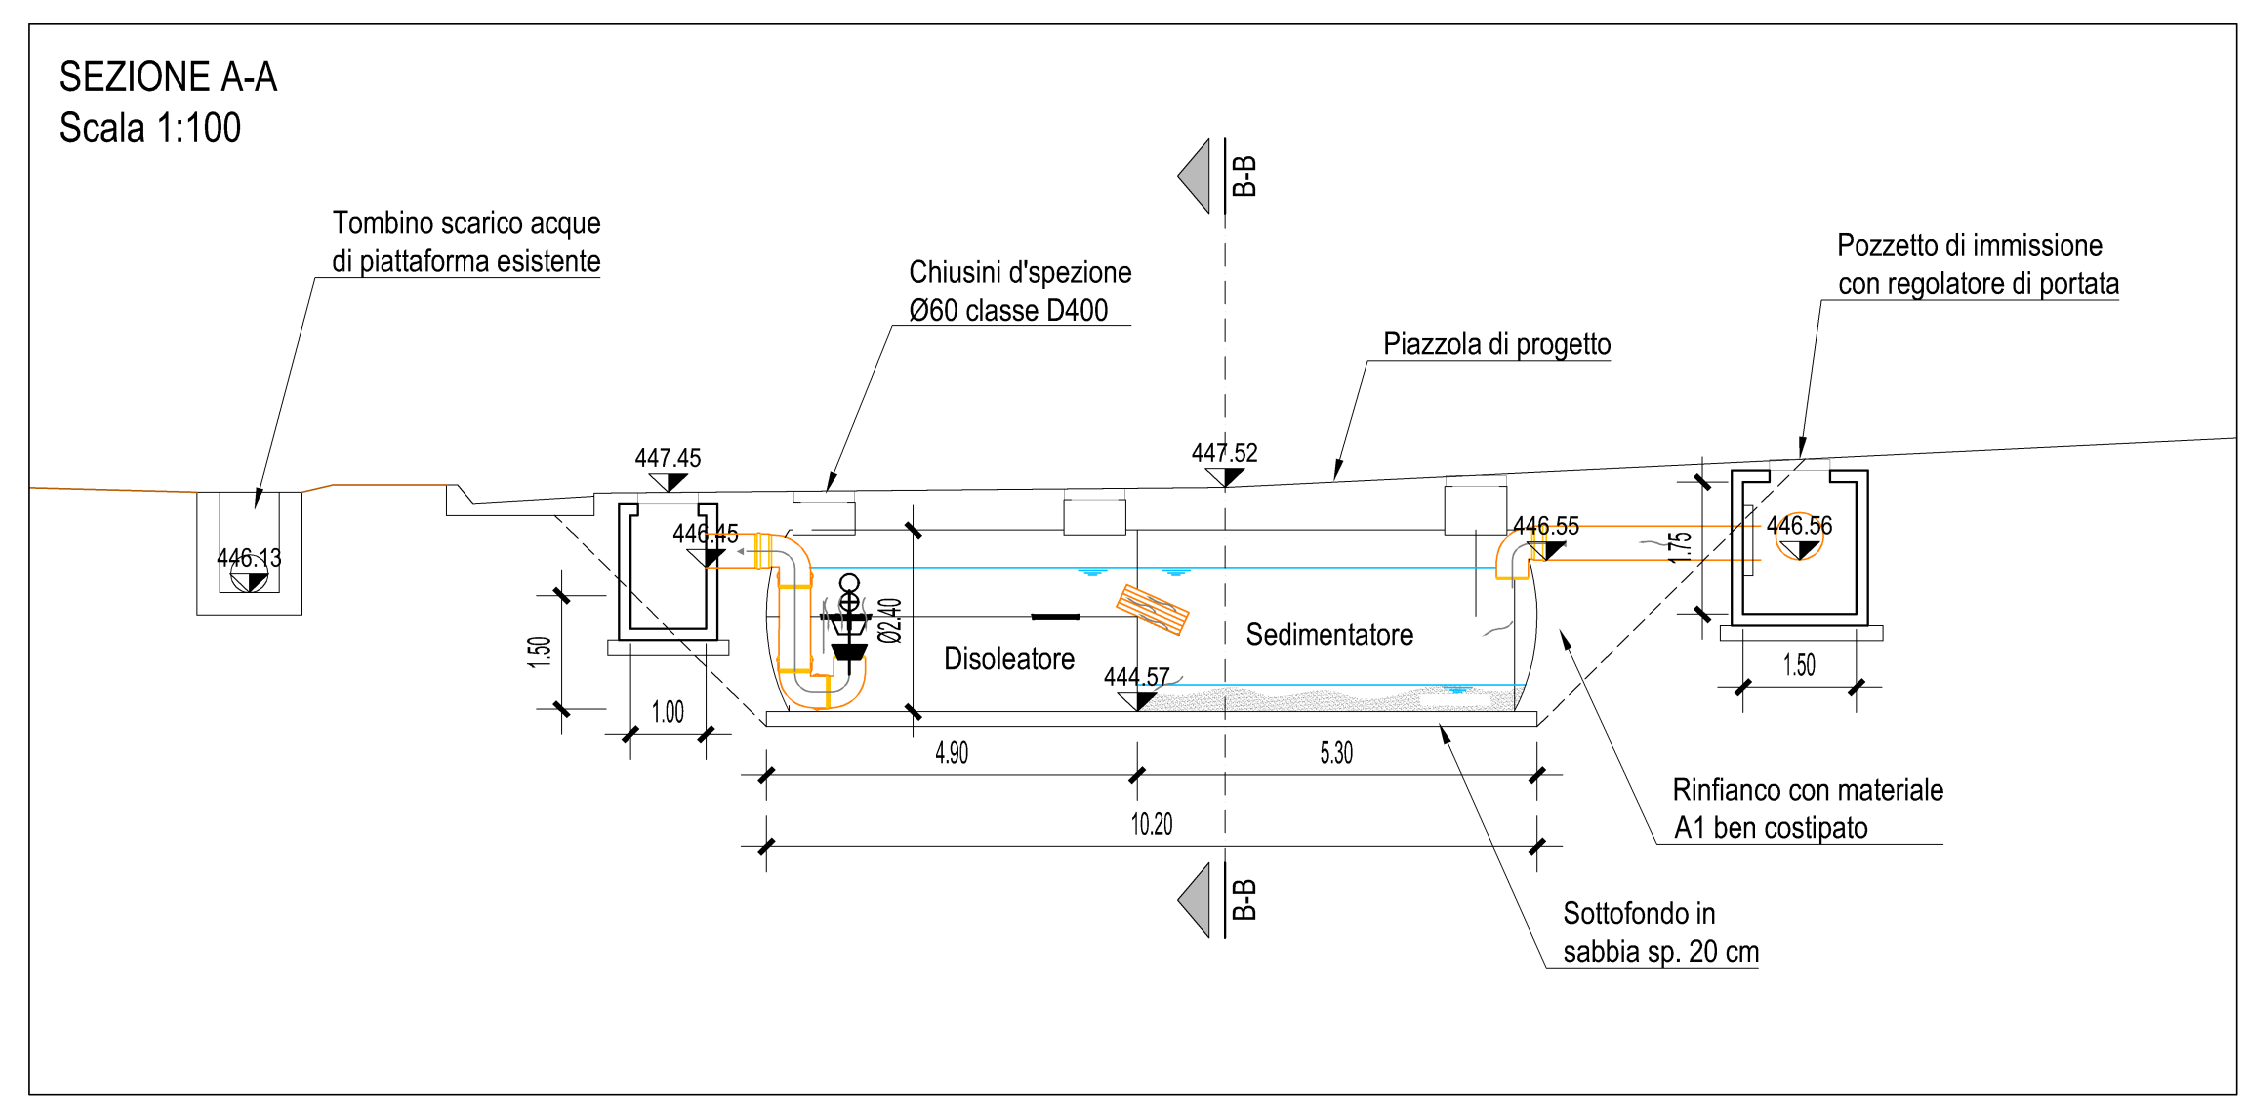 SEZIONE A-A
Scala 1:100
B-B
Tombino scarico acque
di piattaforma esistente
Chiusini d'spezione
Ø60 classe D400
Pozzetto di immissione
con regolatore di portata
Piazzola di progetto
447.45
447.52
446.13
446.45
446.55
446.56
1.75
1.50
Ø2.40
Disoleatore
Sedimentatore
444.57
1.50
1.00
4.90
5.30
10.20
Rinfianco con materiale
A1 ben costipato
B-B
Sottofondo in
sabbia sp. 20 cm